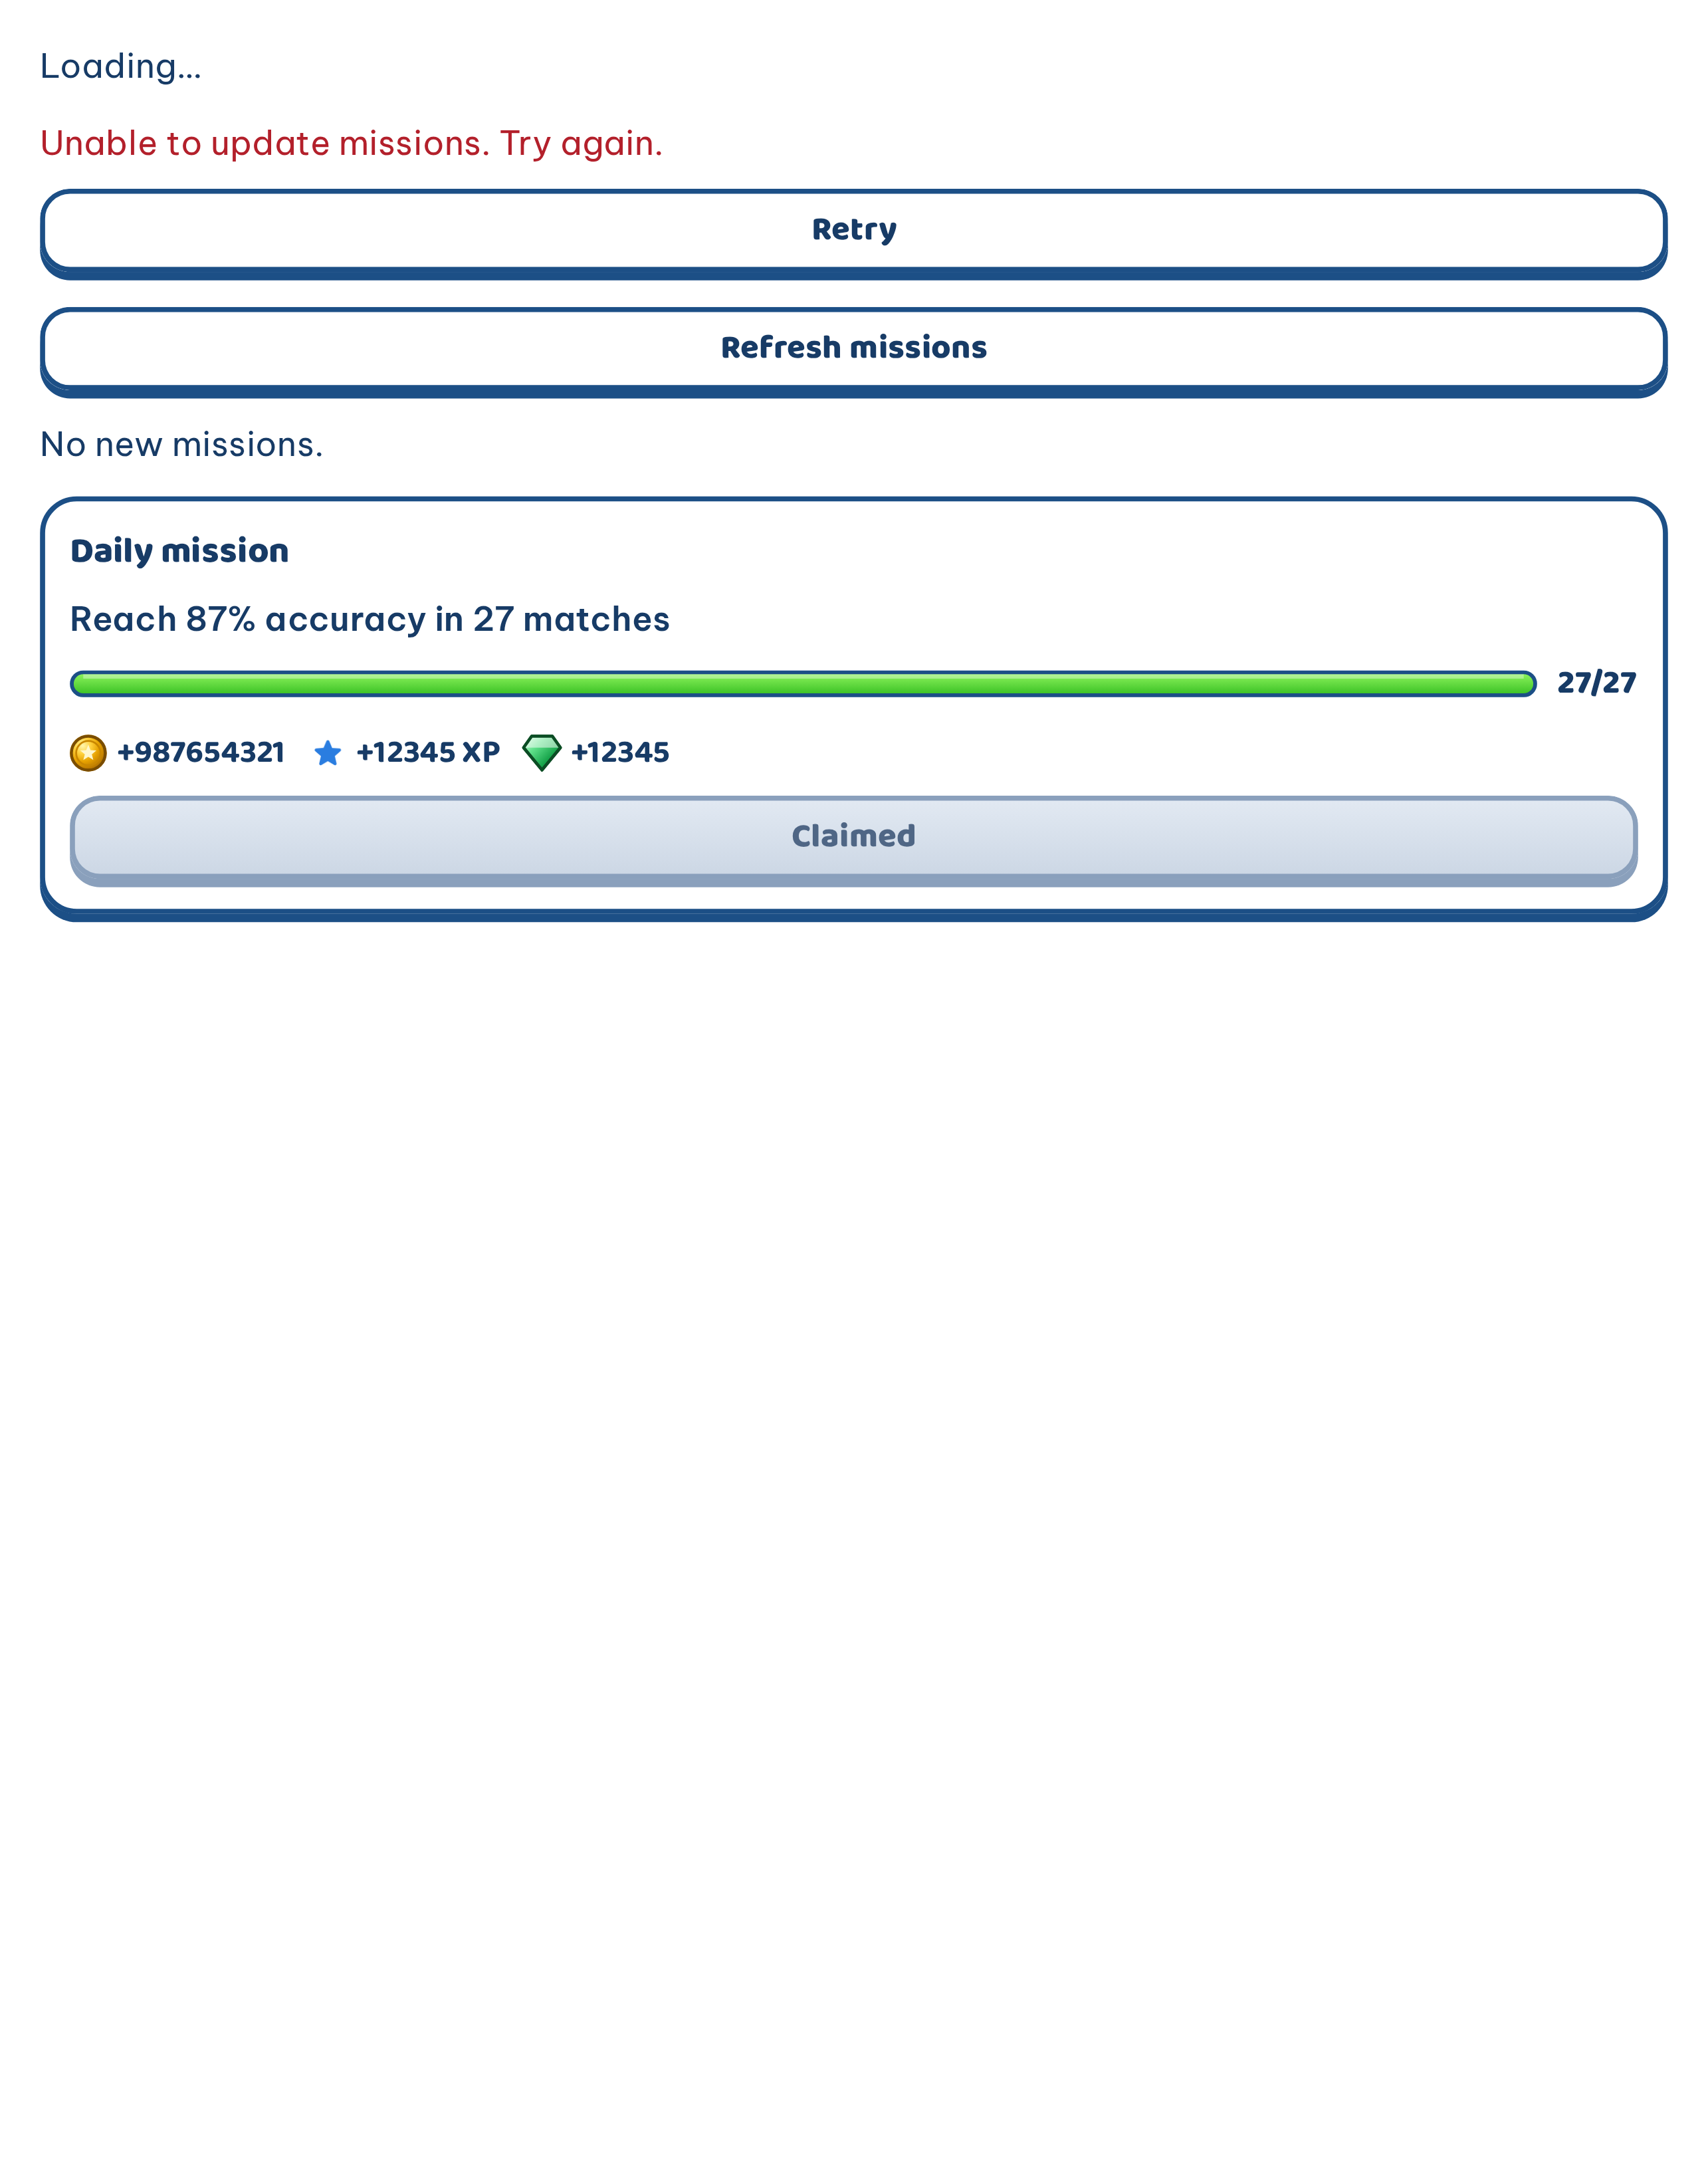 Loading...
Unable to update missions. Try again.
Retry
Refresh missions
No new missions.
Daily mission
Reach 87% accuracy in 27 matches
27/27
+987654321 +12345 XP +12345
Claimed